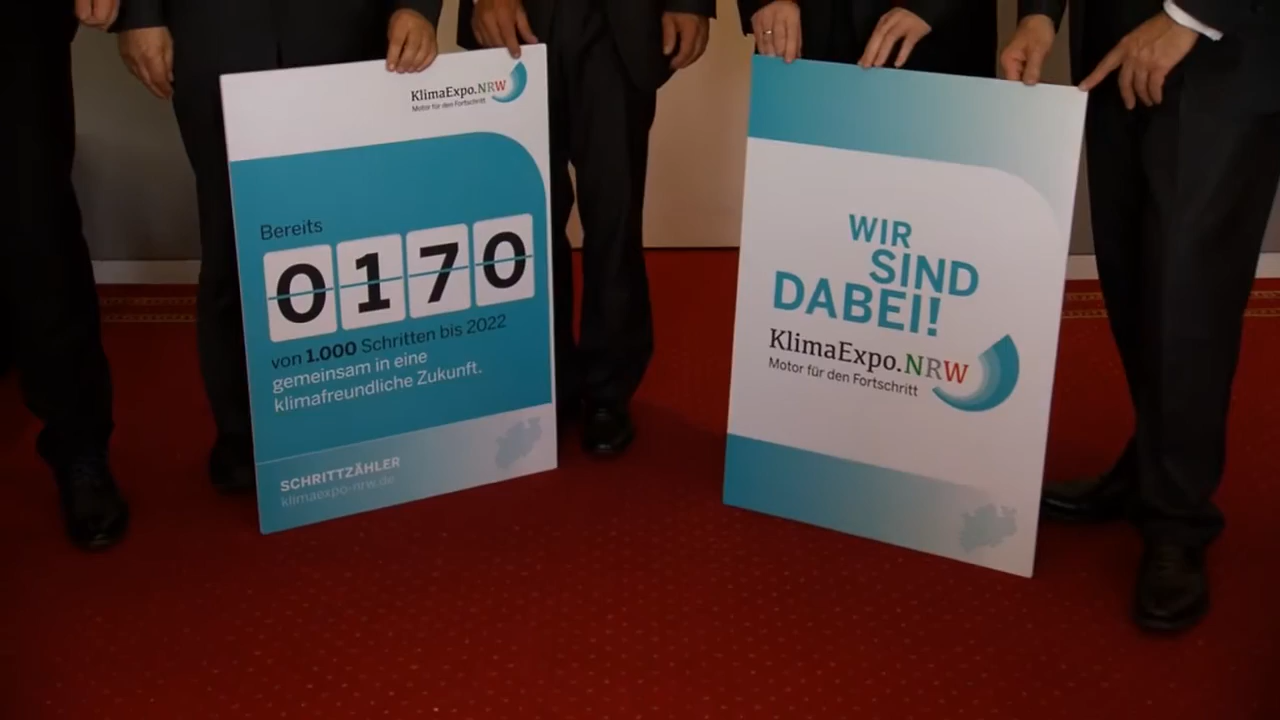 KlimaExpo.NRW
Motor für den Fortschritt
Bereits
0170
von 1.000 Schritten bis 2022
gemeinsam in eine
klimafreundliche Zukunft.
SCHRITTZÄHLER
klimaexpo-nrw.de
WIR
SIND
DABEI!
KlimaExpo.NRW
Motor für den Fortschritt